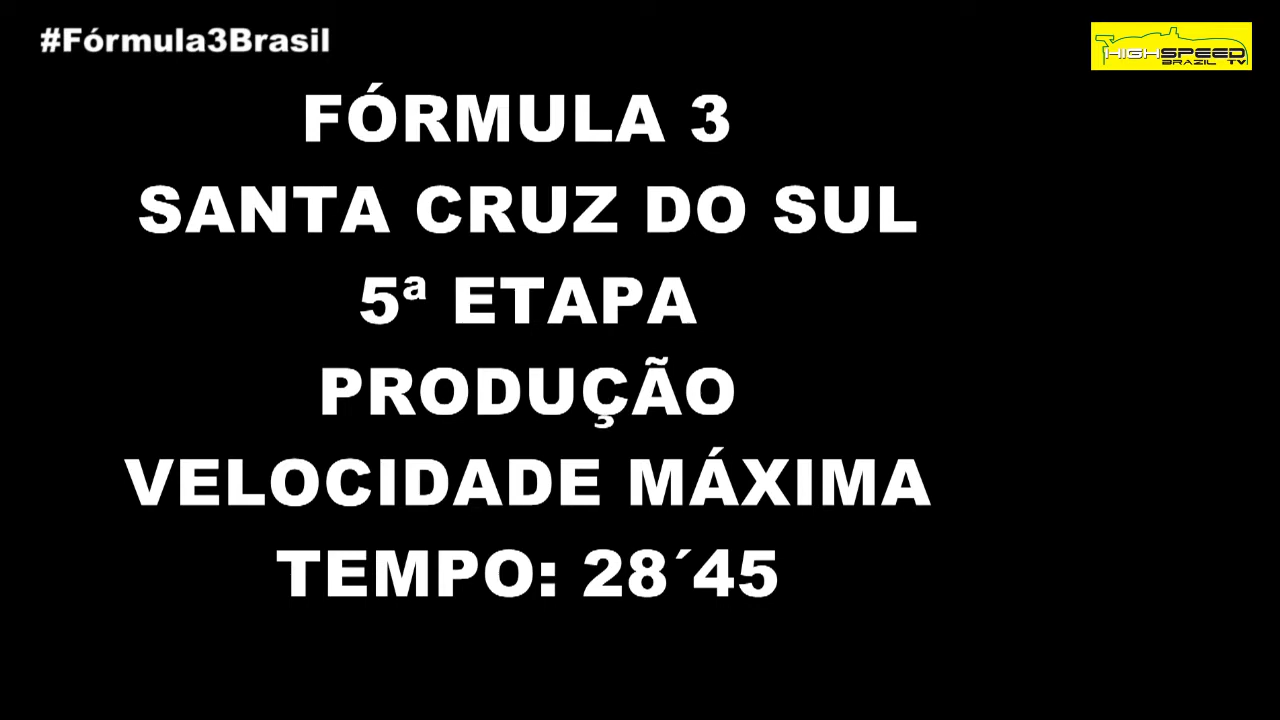 #Fórmula3Brasil
HIGHSPEED
BRAZIL TV
FÓRMULA 3
SANTA CRUZ DO SUL
5ª ETAPA
PRODUÇÃO
VELOCIDADE MÁXIMA
TEMPO: 28´45